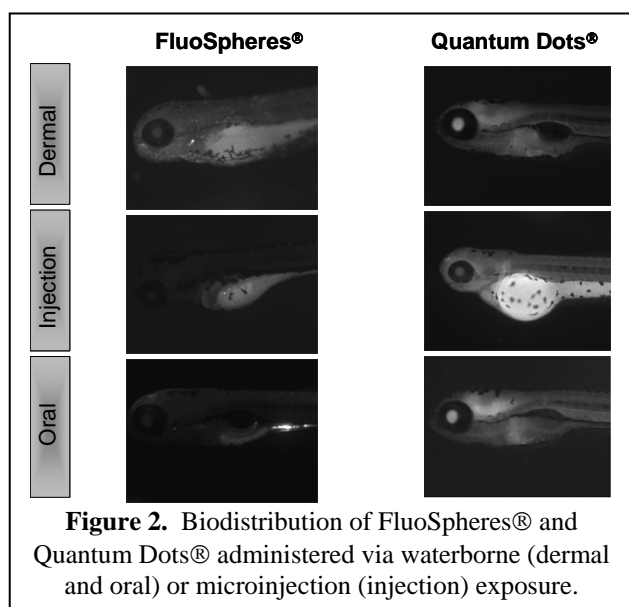 FluoSpheres® Quantum Dots®
Dermal
Injection
Oral
Figure 2. Biodistribution of FluoSpheres® and
Quantum Dots® administered via waterborne (dermal
and oral) or microinjection (injection) exposure.